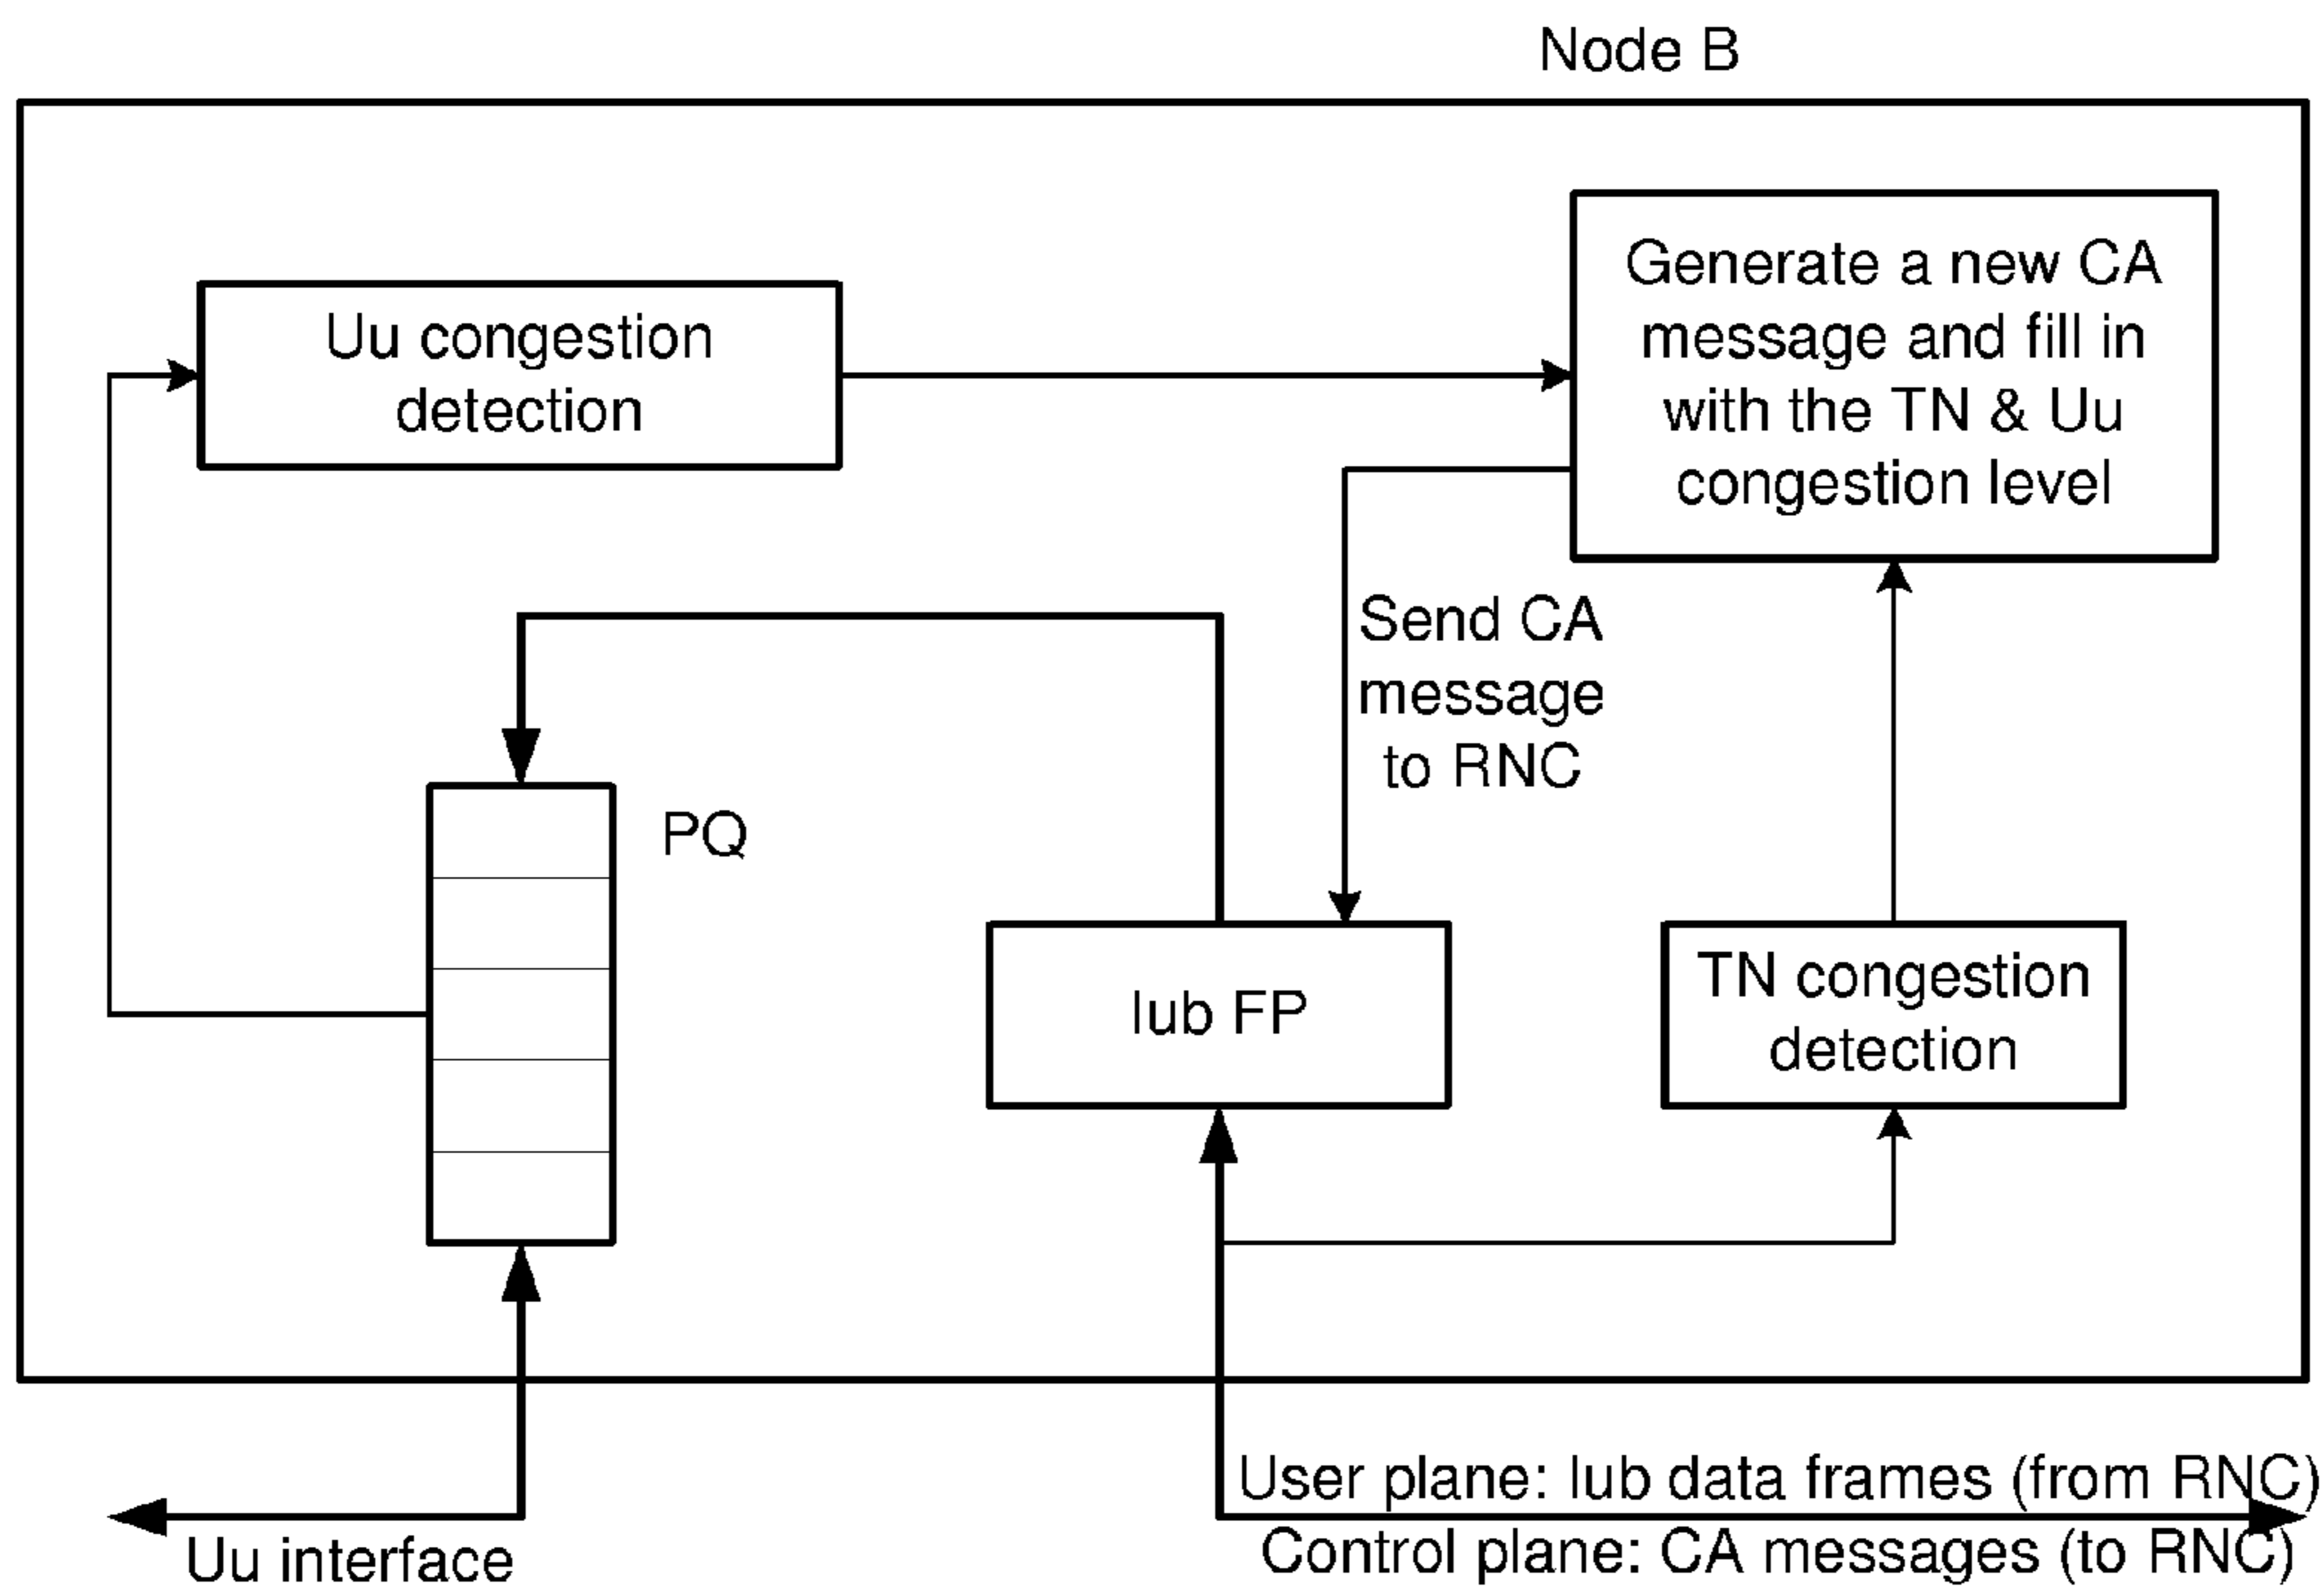 Node B
Uu congestion
detection
Generate a new CA
message and fill in
with the TN & Uu
congestion level
Send CA
message
to RNC
PQ
Iub FP
TN congestion
detection
User plane: Iub data frames (from RNC)
Control plane: CA messages (to RNC)
Uu interface